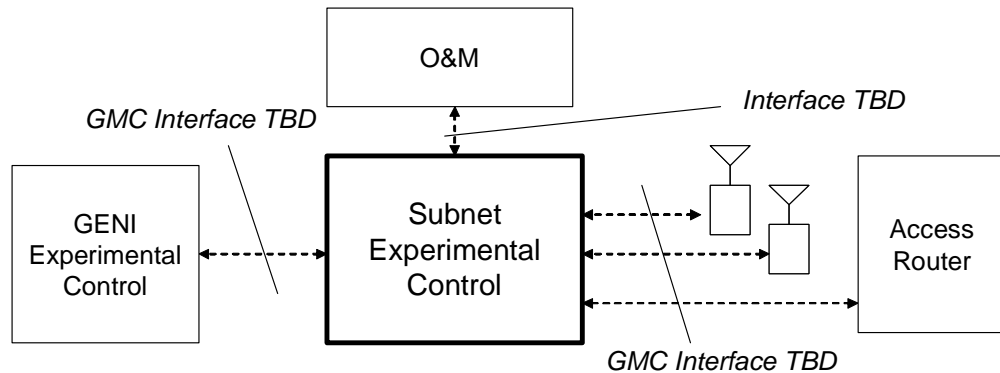 O&M
GMC Interface TBD
Interface TBD
GENI
Experimental
Control
Subnet
Experimental
Control
Access
Router
GMC Interface TBD